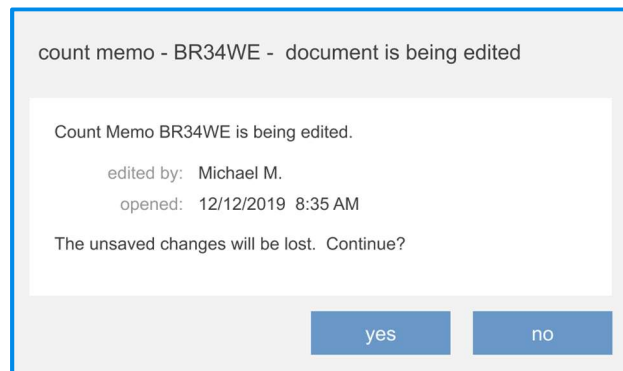 count memo - BR34WE -  document is being edited
Count Memo BR34WE is being edited.
edited by: Michael M.
opened: 12/12/2019  8:35 AM
The unsaved changes will be lost.  Continue?
yes no